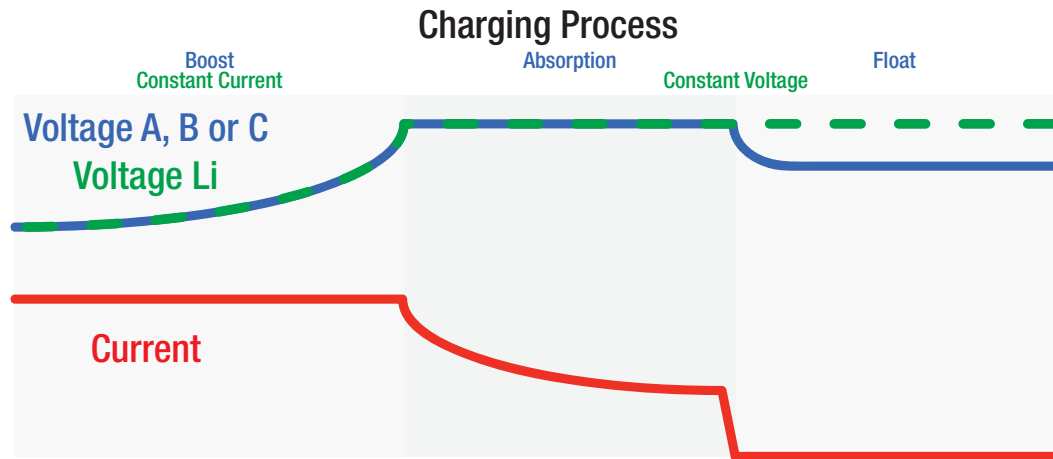 Charging Process
Boost
Absorption
Float
Constant Current
Constant Voltage
Voltage A, B or C
Voltage Li
Current